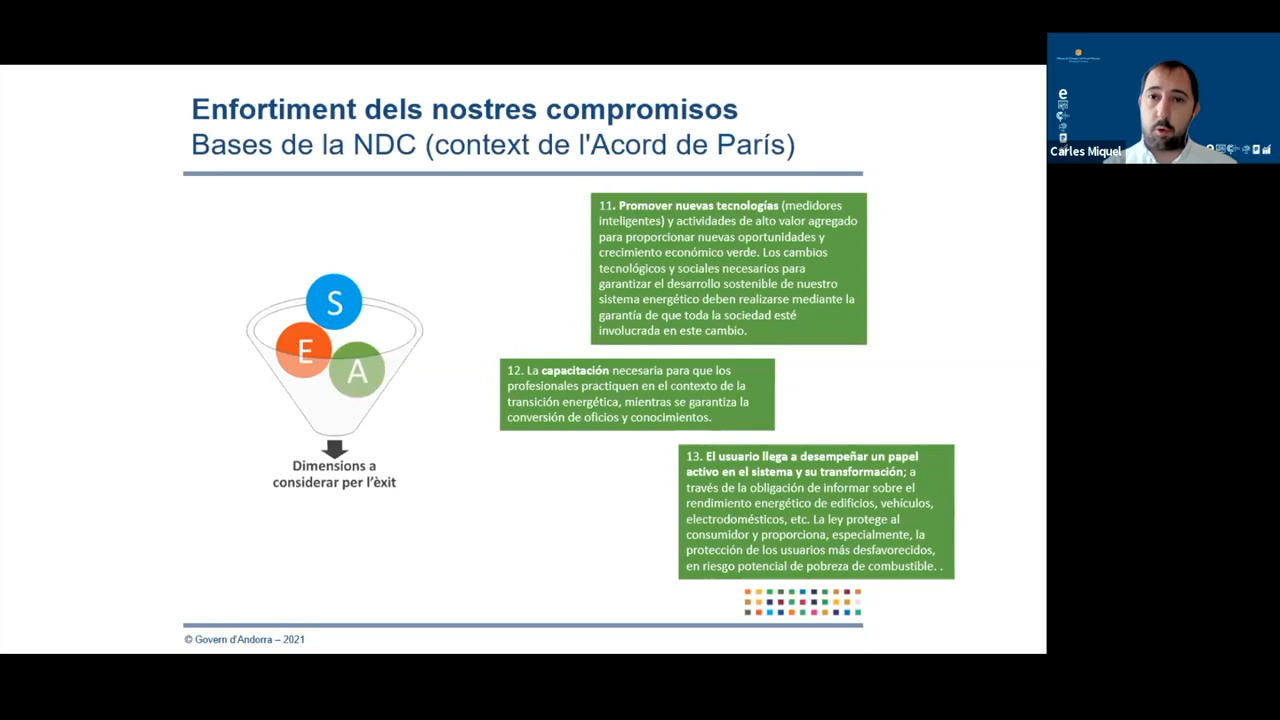 Enfortiment dels nostres compromisos
Bases de la NDC (context de l'Acord de París)
11. Promover nuevas tecnologías (medidores
inteligentes) y actividades de alto valor agregado
para proporcionar nuevas oportunidades y
crecimiento económico verde. Los cambios
tecnológicos y sociales necesarios para
garantizar el desarrollo sostenible de nuestro
sistema energético deben realizarse mediante la
garantía de que toda la sociedad esté
involucrada en este cambio.
S
E
A
Dimensions a
considerar per l'èxit
12. La capacitación necesaria para que los
profesionales practiquen en el contexto de la
transición energética, mientras se garantiza la
conversión de oficios y conocimientos.
13. El usuario llega a desempeñar un papel
activo en el sistema y su transformación; a
través de la obligación de informar sobre el
rendimiento energético de edificios, vehículos,
electrodomésticos, etc. La ley protege al
consumidor y proporciona, especialmente, la
protección de los usuarios más desfavorecidos,
en riesgo potencial de pobreza de combustible. .
© Govern d'Andorra – 2021
e
Carles Miquel